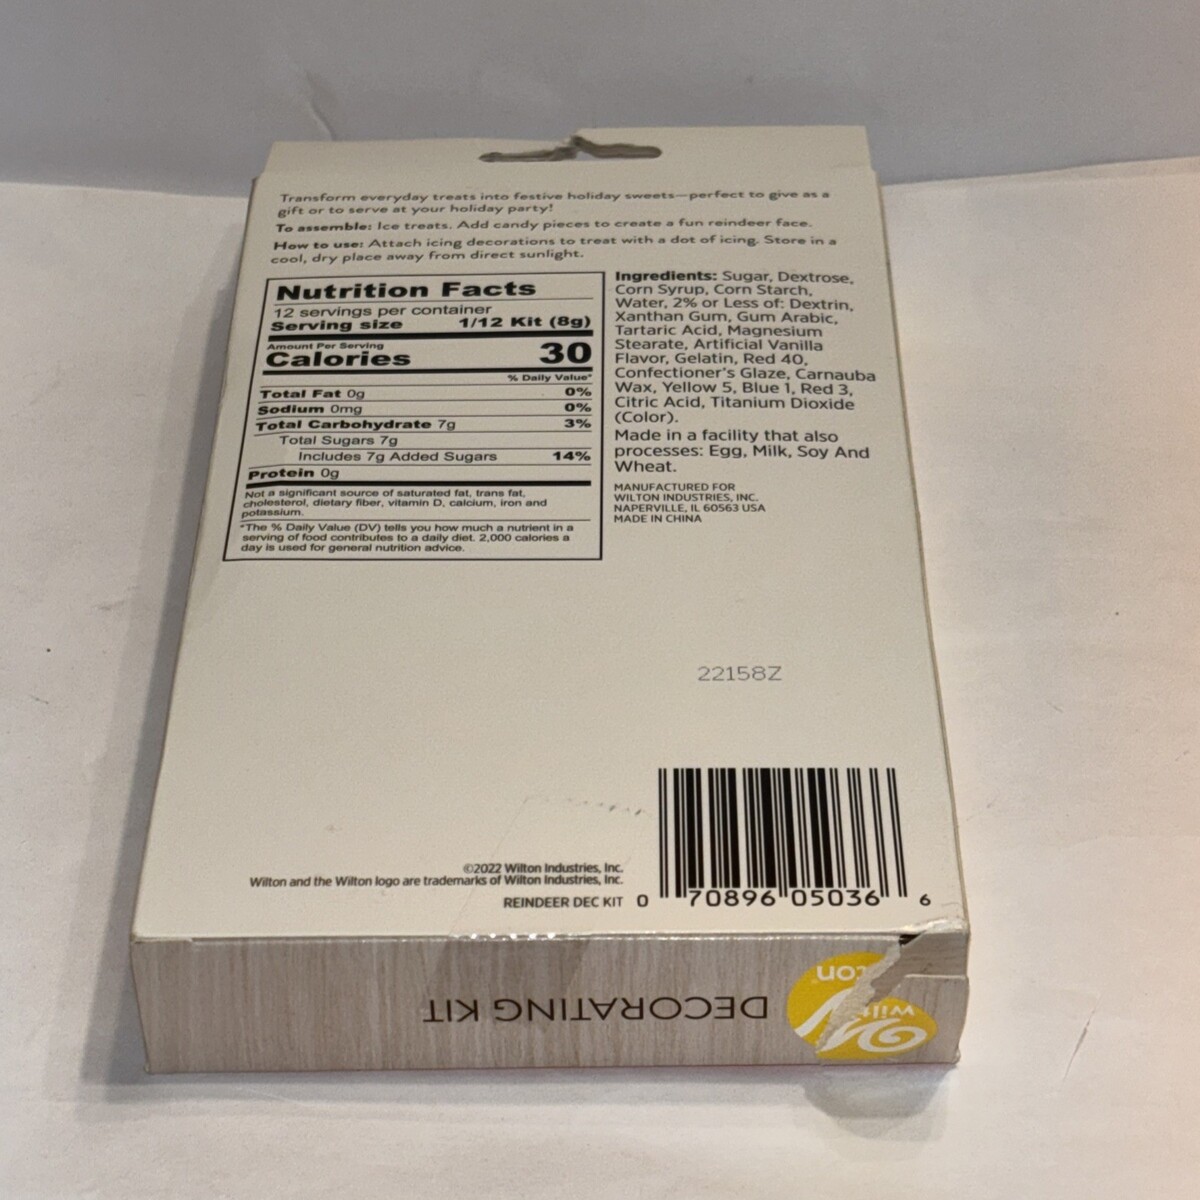 Transform everyday treats into festive holiday sweets—perfect to give as a
gift or to serve at your holiday party!
To assemble: Ice treats. Add candy pieces to create a fun reindeer face.
How to use: Attach icing decorations to treat with a dot of icing. Store in a
cool, dry place away from direct sunlight.
Nutrition Facts
12 servings per container
Serving size 1/12 Kit (8g)
Amount Per Serving
Calories 30
% Daily Value*
Total Fat 0g 0%
Sodium 0mg 0%
Total Carbohydrate 7g 3%
Total Sugars 7g
Includes 7g Added Sugars 14%
Protein 0g
Not a significant source of saturated fat, trans fat,
cholesterol, dietary fiber, vitamin D, calcium, iron and
potassium.
*The % Daily Value (DV) tells you how much a nutrient in a
serving of food contributes to a daily diet. 2,000 calories a
day is used for general nutrition advice.
Ingredients: Sugar, Dextrose,
Corn Syrup, Corn Starch,
Water, 2% or Less of: Dextrin,
Xanthan Gum, Gum Arabic,
Tartaric Acid, Magnesium
Stearate, Artificial Vanilla
Flavor, Gelatin, Red 40,
Confectioner's Glaze, Carnauba
Wax, Yellow 5, Blue 1, Red 3,
Citric Acid, Titanium Dioxide
(Color).
Made in a facility that also
processes: Egg, Milk, Soy And
Wheat.
MANUFACTURED FOR
WILTON INDUSTRIES, INC.
NAPERVILLE, IL 60563 USA
MADE IN CHINA
22158Z
©2022 Wilton Industries, Inc.
Wilton and the Wilton logo are trademarks of Wilton Industries, Inc.
REINDEER DEC KIT
0 70896 05036 6
DECORATING KIT